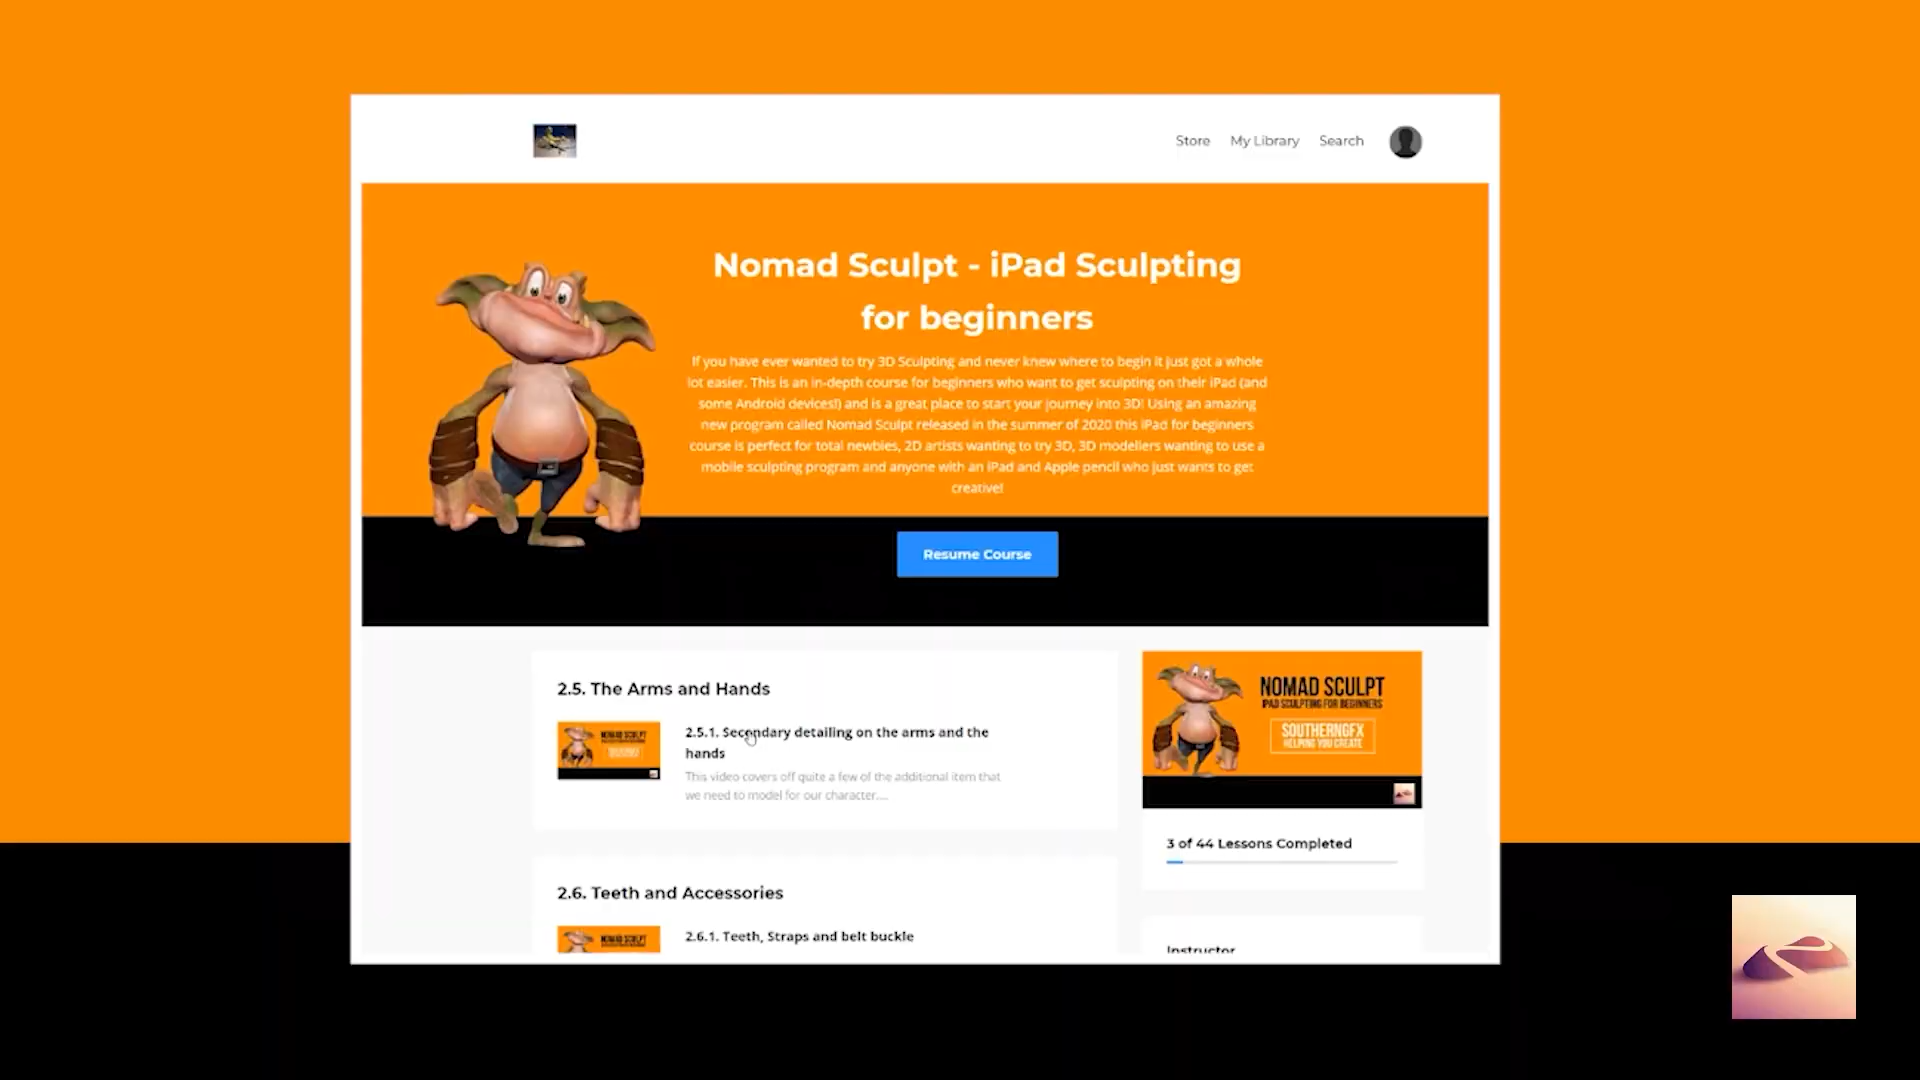 Store
My Library
Search
Nomad Sculpt - iPad Sculpting
for beginners
If you have ever wanted to try 3D Sculpting and never knew where to begin it just got a whole
lot easier. This is an in-depth course for beginners who want to get sculpting on their iPad (and
some Android devices!) and is a great place to start your journey into 3D! Using an amazing
new program called Nomad Sculpt released in the summer of 2020 this iPad for beginners
course is perfect for total newbies, 2D artists wanting to try 3D, 3D modellers wanting to use a
mobile sculpting program and anyone with an iPad and Apple pencil who just wants to get
creative!
Resume Course
2.5. The Arms and Hands
NOMAD SCULPT
2.5.1. Secondary detailing on the arms and the
hands
This video covers off quite a few of the additional item that
we need to model for our character....
2.6. Teeth and Accessories
NOMAD SCULPT
2.6.1. Teeth, Straps and belt buckle
NOMAD SCULPT
IPAD SCULPTING FOR BEGINNERS
SOUTHERNGFX
HELPING YOU CREATE
3 of 44 Lessons Completed
Instructor